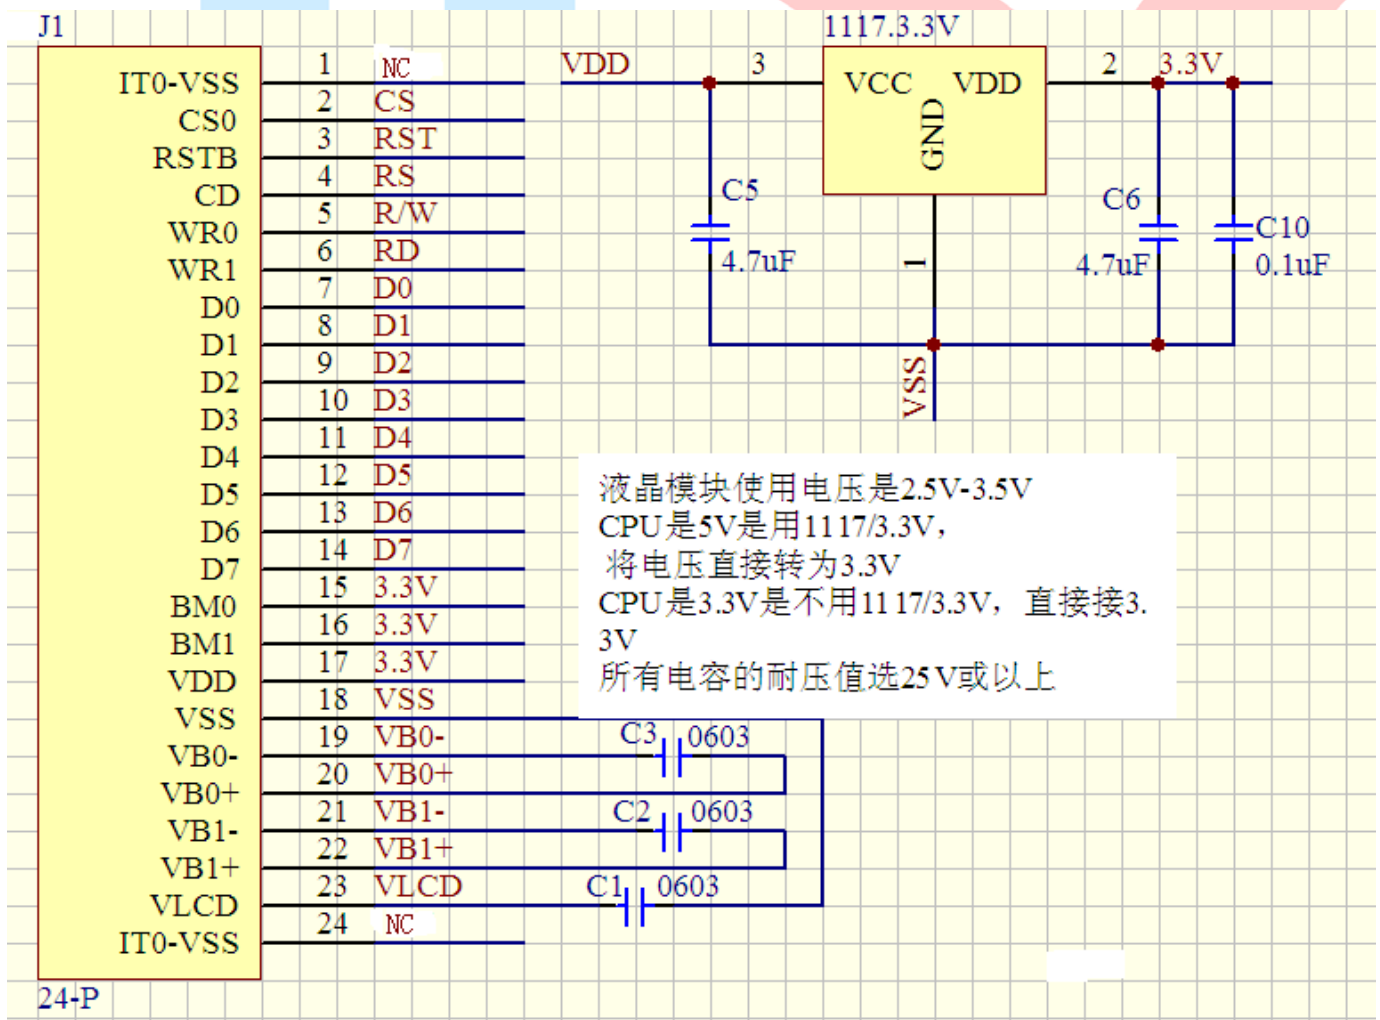 J1
IT0-VSS 1 NC
CS0 2 CS
RSTB 3 RST
CD 4 RS
WR0 5 R/W
WR1 6 RD
D0 7 D0
D1 8 D1
D2 9 D2
D3 10 D3
D4 11 D4
D5 12 D5
D6 13 D6
D7 14 D7
BM0 15 3.3V
BM1 16 3.3V
VDD 17 3.3V
VSS 18 VSS
VB0- 19 VB0-
VB0+ 20 VB0+
VB1- 21 VB1-
VB1+ 22 VB1+
VLCD 23 VLCD
IT0-VSS 24 NC
24-P
1117.3.3V
VDD 3 VCC VDD 2 3.3V
GND
C5
4.7uF
1
C6
4.7uF
C10
0.1uF
VSS
液晶模块使用电压是2.5V-3.5V
CPU是5V是用1117/3.3V，
将电压直接转为3.3V
CPU是3.3V是不用1117/3.3V，直接接3.
3V
所有电容的耐压值选25V或以上
C3 0603
C2 0603
C1 0603